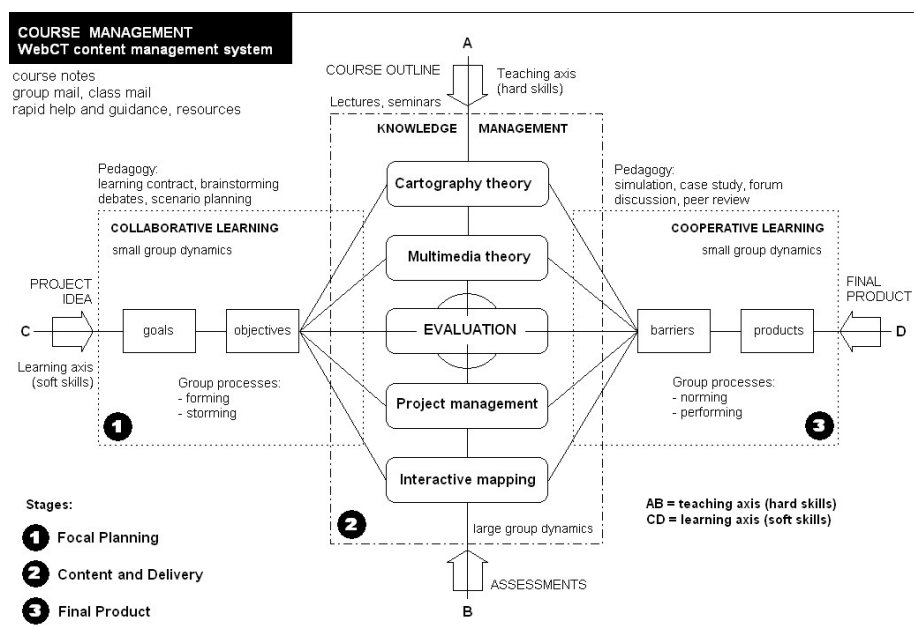 COURSE MANAGEMENT
WebCT content management system
course notes
group mail, class mail
rapid help and guidance, resources
A
COURSE OUTLINE
Teaching axis
(hard skills)
Lectures, seminars
KNOWLEDGE MANAGEMENT
Pedagogy:
learning contract, brainstorming
debates, scenario planning
COLLABORATIVE LEARNING
small group dynamics
Cartography theory
Multimedia theory
EVALUATION
Project management
Interactive mapping
Pedagogy:
simulation, case study, forum
discussion, peer review
COOPERATIVE LEARNING
small group dynamics
PROJECT
IDEA
C
Learning axis
(soft skills)
goals
objectives
Group processes:
- forming
- storming
1
barriers
products
FINAL
PRODUCT
D
Group processes:
- norming
- performing
3
2
large group dynamics
ASSESSMENTS
B
AB = teaching axis (hard skills)
CD = learning axis (soft skills)
Stages:
1 Focal Planning
2 Content and Delivery
3 Final Product